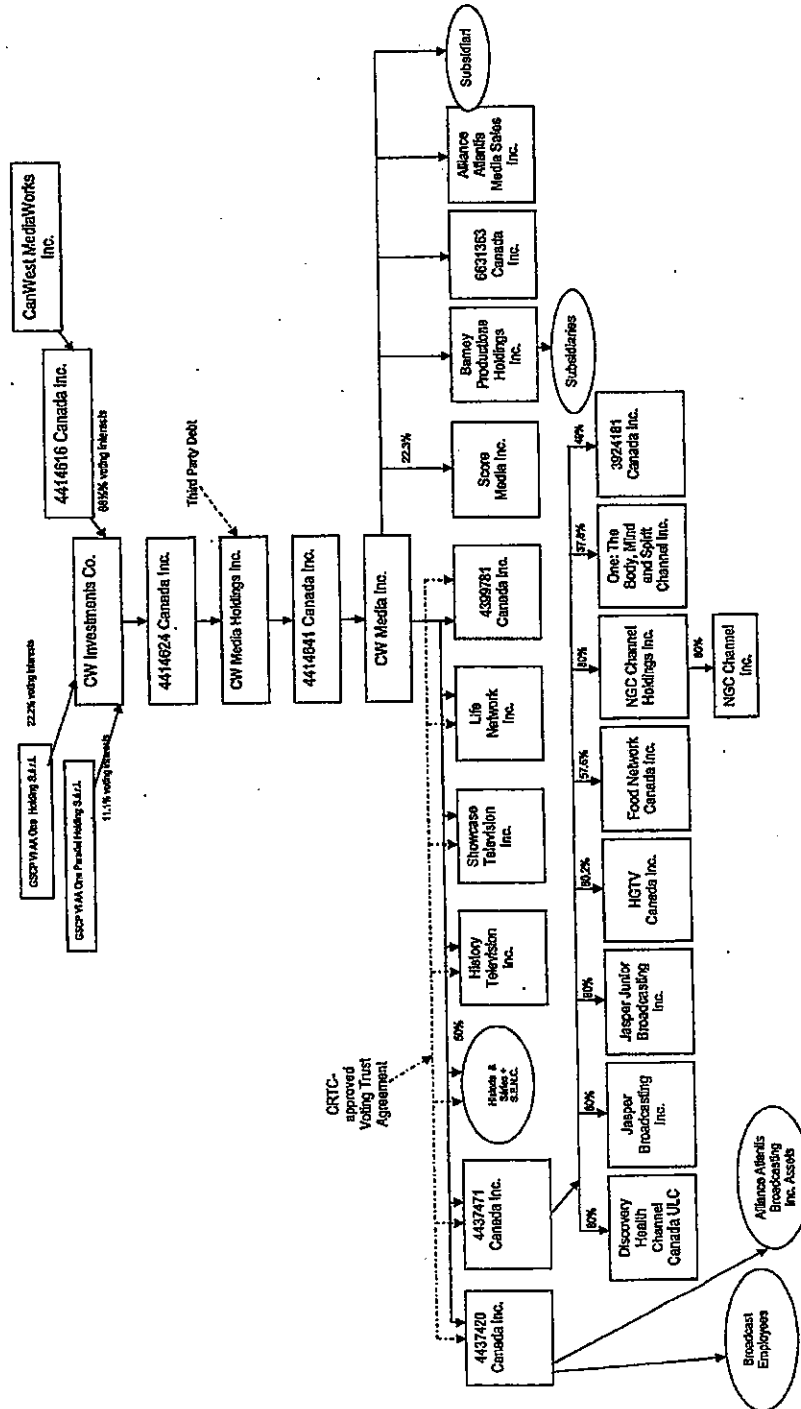 CanWest MediaWorks
Inc.
4414616 Canada Inc.
66⅔% voting interests
GSCP VI AA One Holding S.à.r.l.
22.2% voting interests
GSCP VI AA One Parallel Holding S.à.r.l.
11.1% voting interests
CW Investments Co.
4414624 Canada Inc.
Third Party Debt
CW Media Holdings Inc.
4414641 Canada Inc.
CW Media Inc.
CRTC-
approved
Voting Trust
Agreement
4437420
Canada Inc.
4437471
Canada Inc.
50%
Historia &
Séries +
S.E.N.C.
History
Television
Inc.
Showcase
Television
Inc.
Life
Network
Inc.
4399781
Canada Inc.
22.3%
Score
Media Inc.
Barney
Productions
Holdings
Inc.
6631363
Canada
Inc.
Alliance
Atlantis
Media Sales
Inc.
Subsidiari
Subsidiaries
Broadcast
Employees
Alliance Atlantis
Broadcasting
Inc. Assets
80%
Discovery
Health
Channel
Canada ULC
80%
Jasper
Broadcasting
Inc.
80%
Jasper Junior
Broadcasting
Inc.
80.2%
HGTV
Canada Inc.
57.6%
Food Network
Canada Inc.
80%
NGC Channel
Holdings Inc.
80%
NGC Channel
Inc.
37.8%
One: The
Body, Mind
and Spirit
Channel Inc.
3924181
Canada Inc.